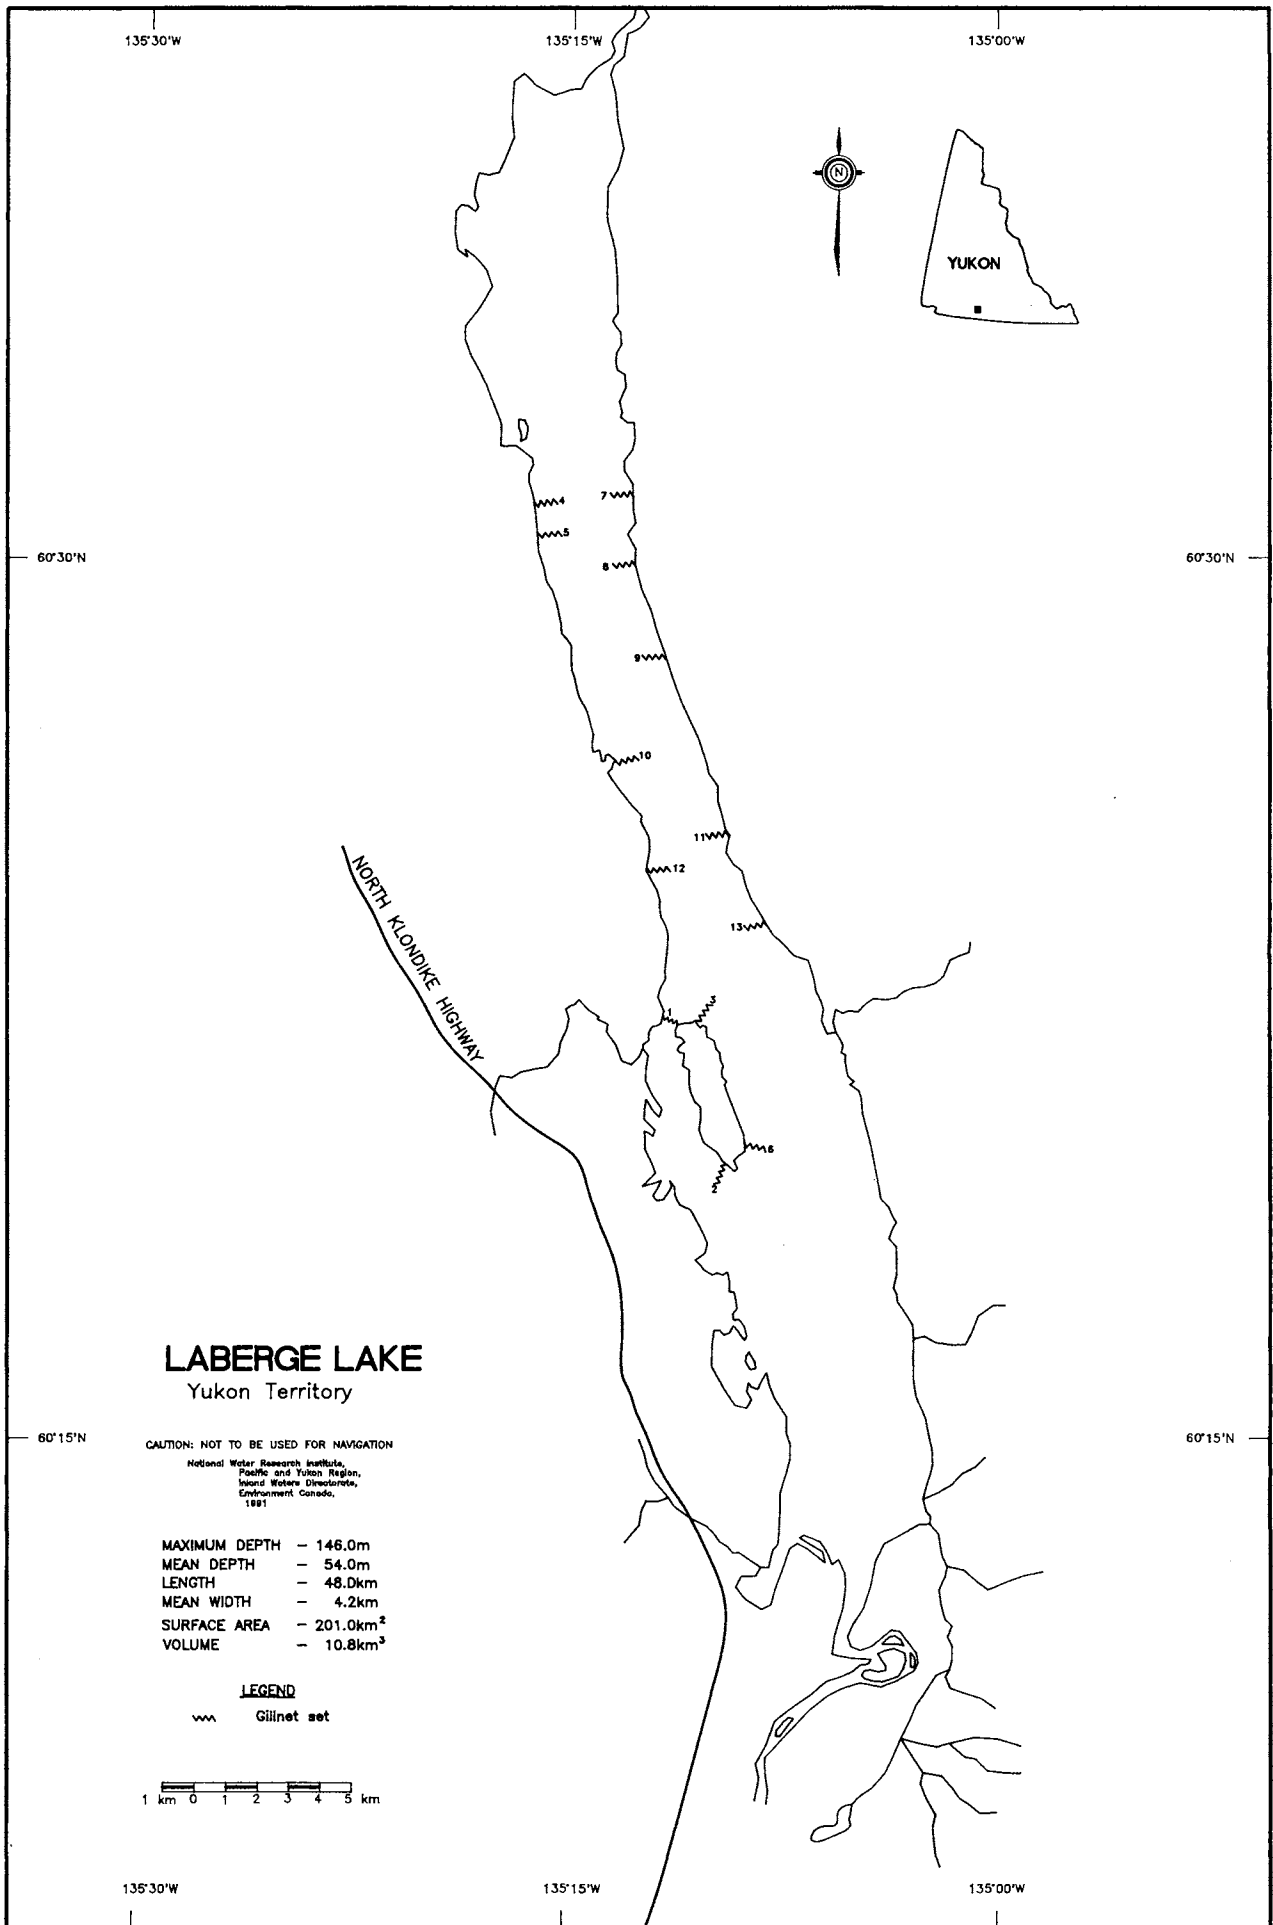 135°30'W
135°15'W
135°00'W
N
YUKON
4
7
5
60°30'N
60°30'N
8
9
10
11
12
NORTH KLONDIKE HIGHWAY
13
3
1
6
2
LABERGE LAKE
Yukon Territory
60°15'N
60°15'N
CAUTION: NOT TO BE USED FOR NAVIGATION
National Water Research Institute,
Pacific and Yukon Region,
Inland Waters Directorate,
Environment Canada,
1991
MAXIMUM DEPTH – 146.0m
MEAN DEPTH – 54.0m
LENGTH – 48.0km
MEAN WIDTH – 4.2km
SURFACE AREA – 201.0km²
VOLUME – 10.8km³
LEGEND
Gillnet set
1 km 0 1 2 3 4 5 km
135°30'W
135°15'W
135°00'W